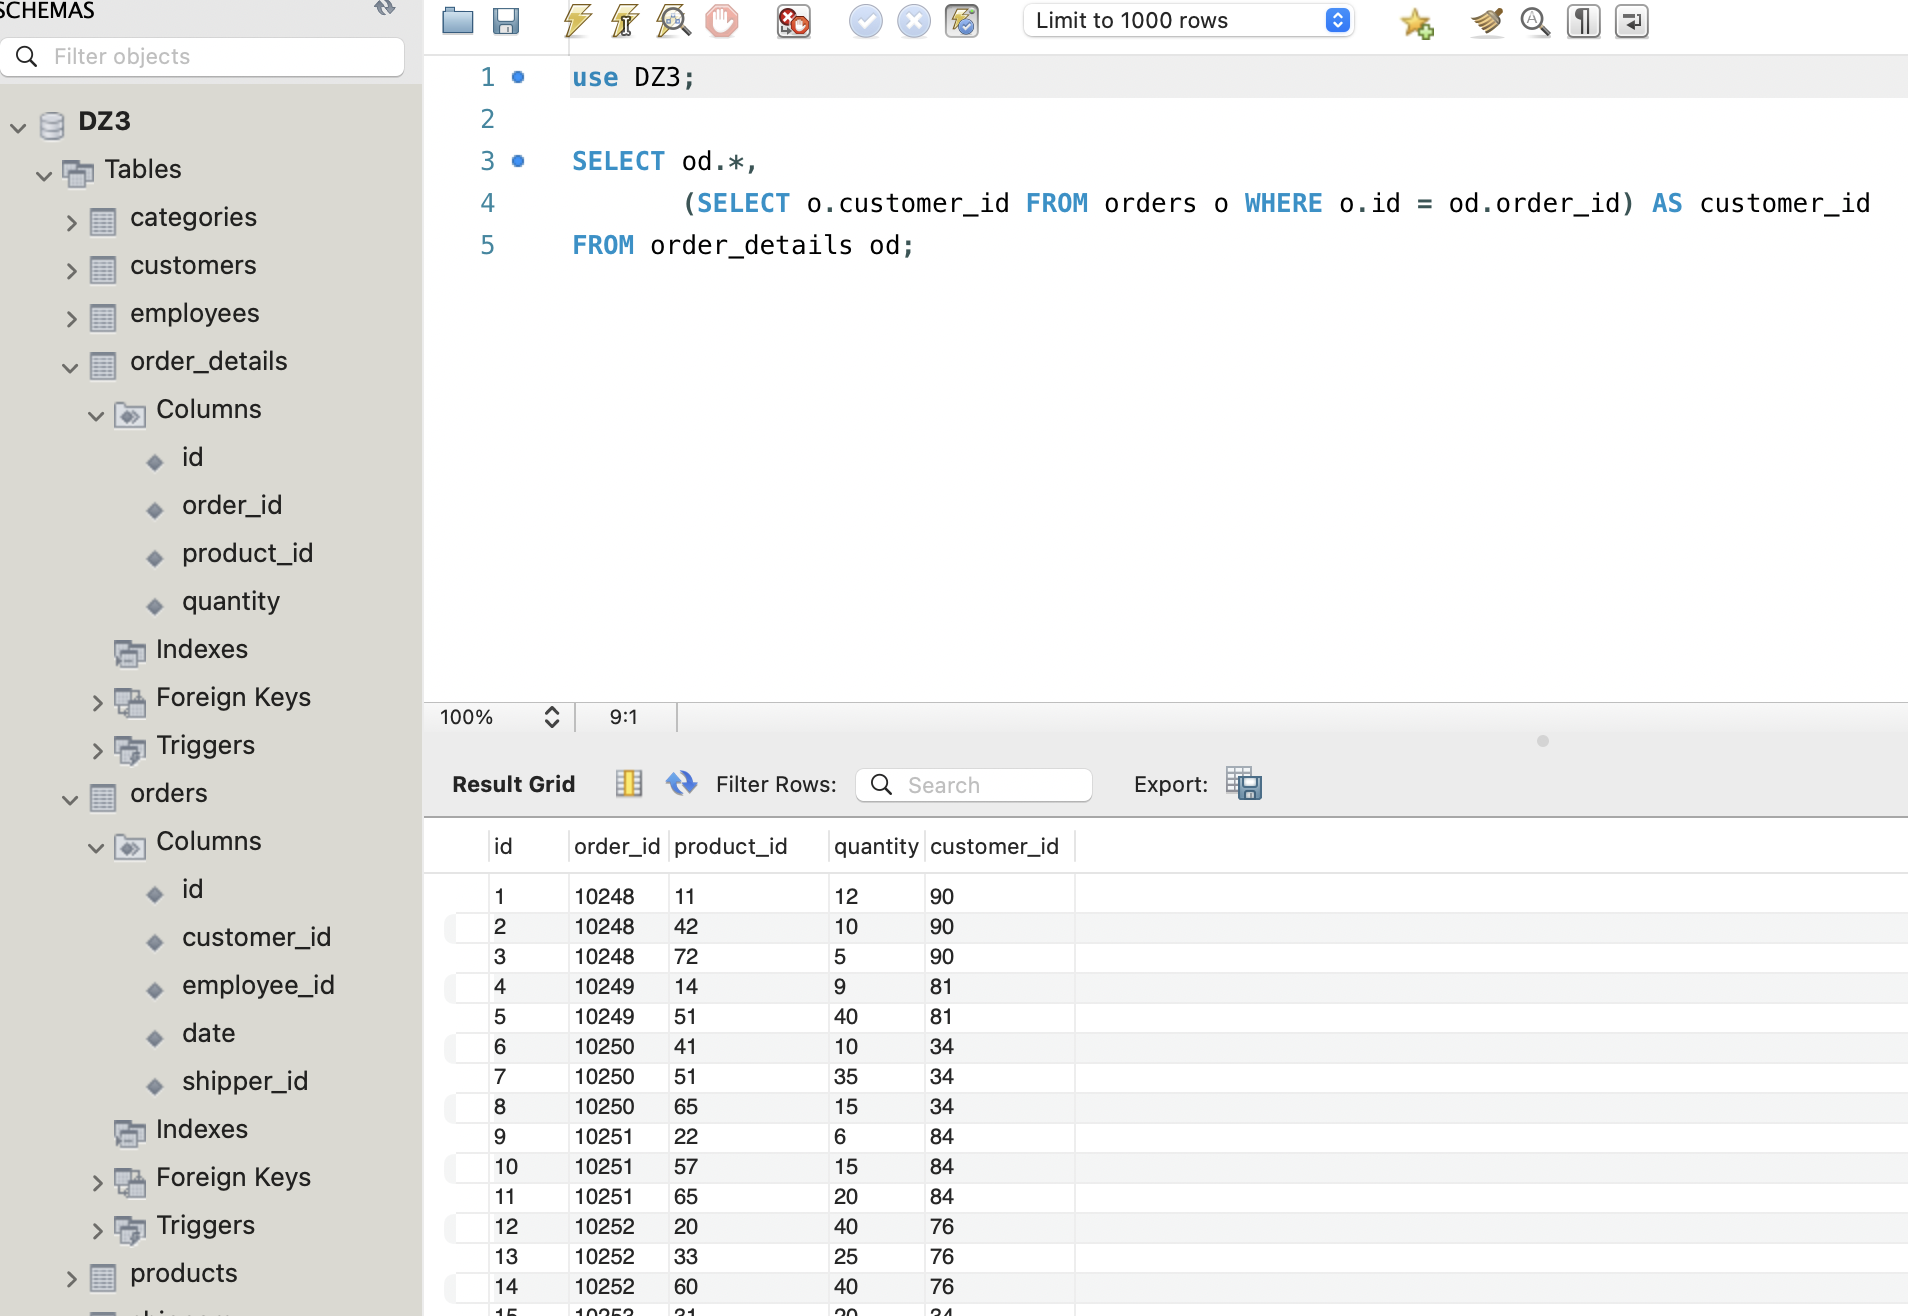 SCHEMAS
Filter objects
DZ3
Tables
categories
customers
employees
order_details
Columns
id
order_id
product_id
quantity
Indexes
Foreign Keys
Triggers
orders
Columns
id
customer_id
employee_id
date
shipper_id
Indexes
Foreign Keys
Triggers
products
Limit to 1000 rows
1 use DZ3;
2
3 SELECT od.*,
4 (SELECT o.customer_id FROM orders o WHERE o.id = od.order_id) AS customer_id
5 FROM order_details od;
100% 9:1
Result Grid Filter Rows: Search Export:
id order_id product_id quantity customer_id
1 10248 11 12 90
2 10248 42 10 90
3 10248 72 5 90
4 10249 14 9 81
5 10249 51 40 81
6 10250 41 10 34
7 10250 51 35 34
8 10250 65 15 34
9 10251 22 6 84
10 10251 57 15 84
11 10251 65 20 84
12 10252 20 40 76
13 10252 33 25 76
14 10252 60 40 76
15 10253 31 20 34